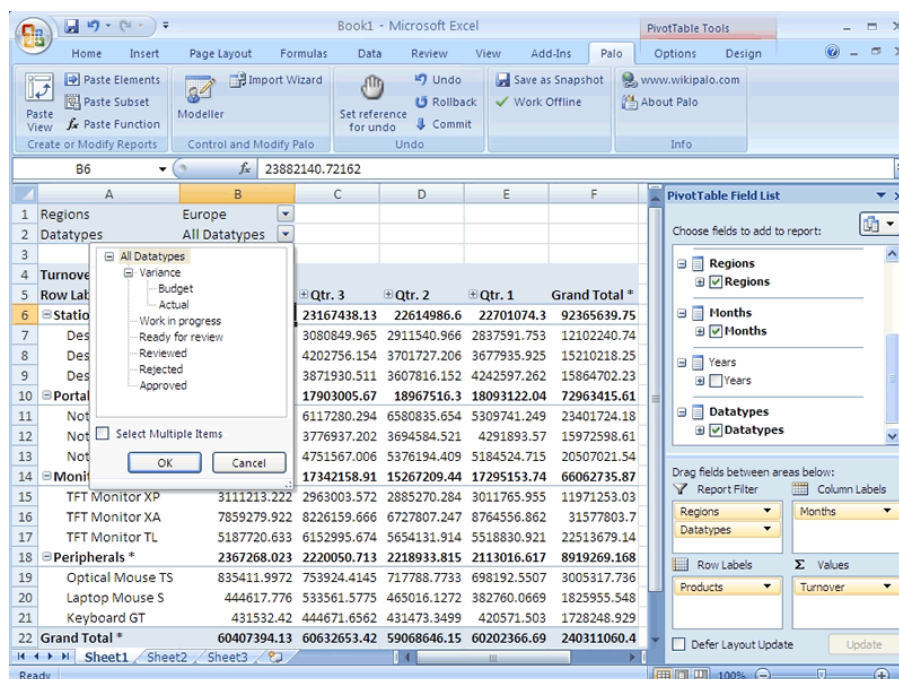 Book1 - Microsoft Excel
PivotTable Tools
Home Insert Page Layout Formulas Data Review View Add-Ins Palo Options Design
Paste View
Paste Elements
Paste Subset
Paste Function
Create or Modify Reports
Modeller
Import Wizard
Control and Modify Palo
Set reference for undo
Undo
Rollback
Commit
Undo
Save as Snapshot
Work Offline
www.wikipalo.com
About Palo
Info
B6 fx 23882140.72162
A B C D E F
1 Regions Europe
2 Datatypes All Datatypes
3
4 Turnove
5 Row Lab Qtr. 3 Qtr. 2 Qtr. 1 Grand Total *
6 Statio 23167438.13 22614986.6 22701074.3 92365639.75
7 Des 3080849.965 2911540.966 2837591.753 12102240.74
8 Des 4202756.154 3701727.206 3677935.925 15210218.25
9 Des 3871930.511 3607816.152 4242597.262 15864702.23
10 Portal 17903005.67 18967516.3 18093122.04 72963415.61
11 Not 6117280.294 6580835.654 5309741.249 23401724.18
12 Not 3776937.202 3694584.521 4291893.57 15972598.61
13 Not 4751567.006 5376194.409 5184524.715 20507021.54
14 Monit 17342158.91 15267209.44 17295153.74 66062735.87
15 TFT Monitor XP 3111213.222 2963003.572 2885270.284 3011765.955 11971253.03
16 TFT Monitor XA 7859279.922 8226159.666 6727807.247 8764556.862 31577803.7
17 TFT Monitor TL 5187720.633 6152995.674 5654131.914 5518830.921 22513679.14
18 Peripherals * 2367268.023 2220050.713 2218933.815 2113016.617 8919269.168
19 Optical Mouse TS 835411.9972 753924.4145 717788.7733 698192.5507 3005317.736
20 Laptop Mouse S 444617.776 533561.5775 465016.1272 382760.0669 1825955.548
21 Keyboard GT 431532.42 444671.6562 431473.3499 420571.503 1728248.929
22 Grand Total * 60407394.13 60632653.42 59068646.15 60202366.69 240311060.4
All Datatypes
Variance
Budget
Actual
Work in progress
Ready for review
Reviewed
Rejected
Approved
Select Multiple Items
OK Cancel
PivotTable Field List
Choose fields to add to report:
Regions
Regions
Months
Months
Years
Years
Datatypes
Datatypes
Drag fields between areas below:
Report Filter Column Labels
Regions Months
Datatypes
Row Labels Σ Values
Products Turnover
Defer Layout Update Update
Sheet1 Sheet2 Sheet3
Ready 100%